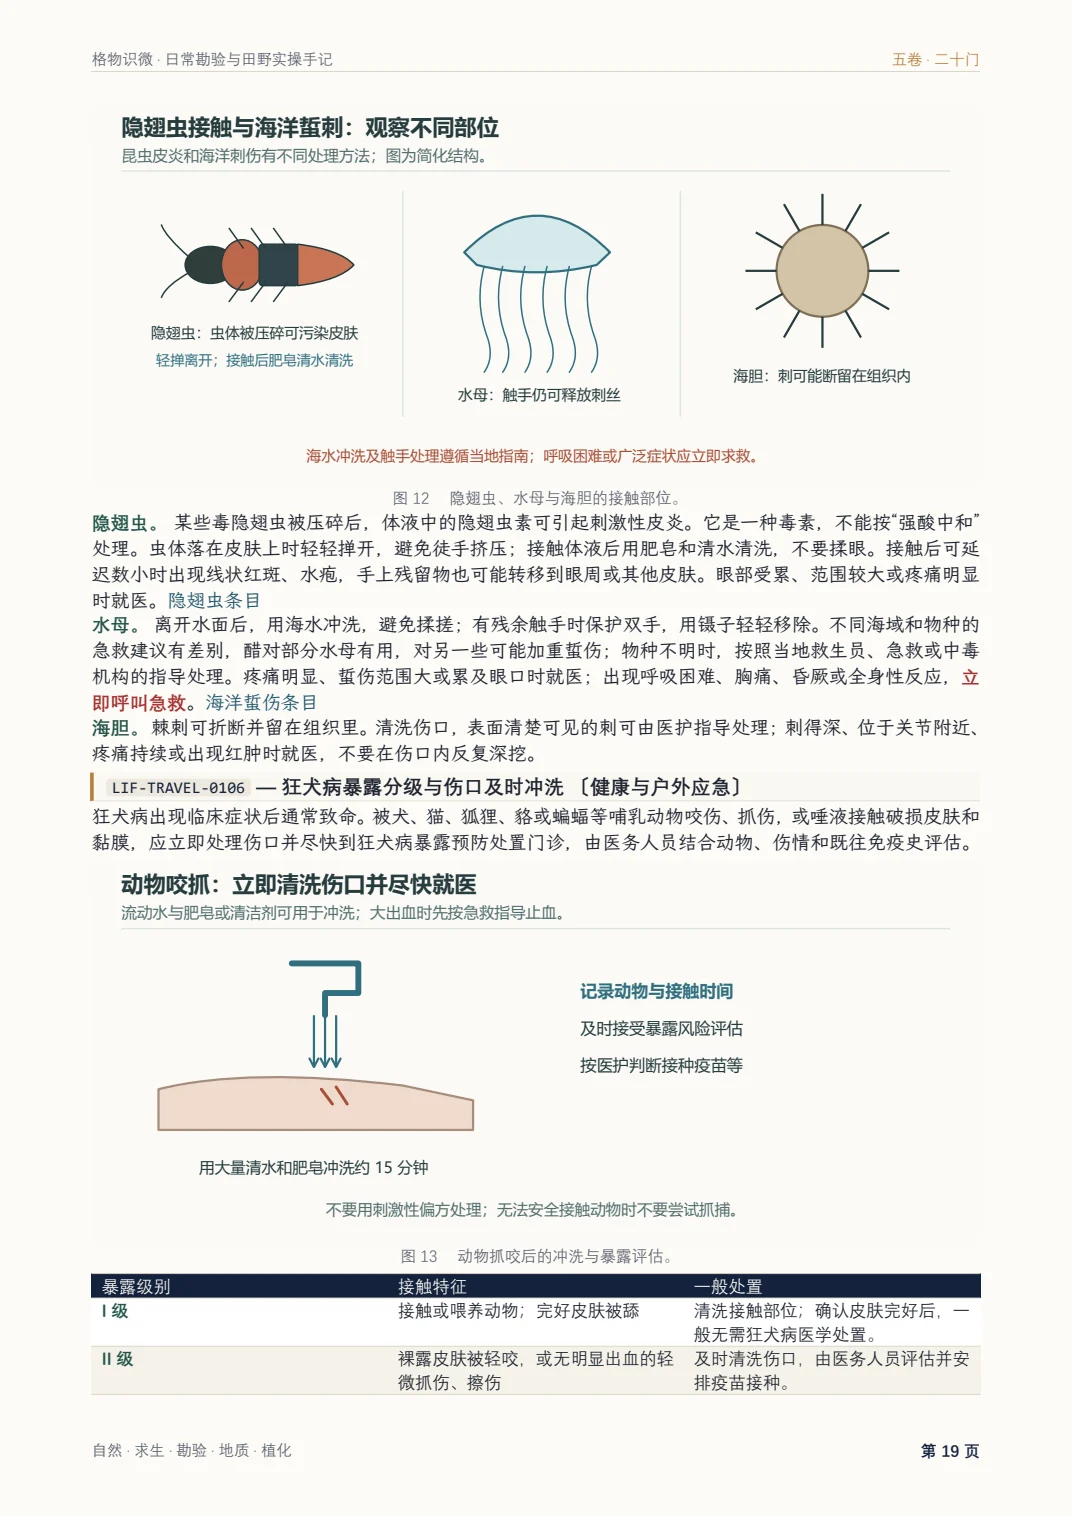 格物识微 · 日常勘验与田野实操手记
五卷 · 二十门
隐翅虫接触与海洋蜇刺：观察不同部位
昆虫皮炎和海洋刺伤有不同处理方法；图为简化结构。
隐翅虫：虫体被压碎可污染皮肤
轻掸离开；接触后肥皂清水清洗
水母：触手仍可释放刺丝
海胆：刺可能断留在组织内
海水冲洗及触手处理遵循当地指南；呼吸困难或广泛症状应立即求救。
图 12 隐翅虫、水母与海胆的接触部位。
隐翅虫。 某些毒隐翅虫被压碎后，体液中的隐翅虫素可引起刺激性皮炎。它是一种毒素，不能按“强酸中和”
处理。虫体落在皮肤上时轻轻掸开，避免徒手挤压；接触体液后用肥皂和清水清洗，不要揉眼。接触后可延
迟数小时出现线状红斑、水疱，手上残留物也可能转移到眼周或其他皮肤。眼部受累、范围较大或疼痛明显
时就医。隐翅虫条目
水母。 离开水面后，用海水冲洗，避免揉搓；有残余触手时保护双手，用镊子轻轻移除。不同海域和物种的
急救建议有差别，醋对部分水母有用，对另一些可能加重蜇伤；物种不明时，按照当地救生员、急救或中毒
机构的指导处理。疼痛明显、蜇伤范围大或累及眼口时就医；出现呼吸困难、胸痛、昏厥或全身性反应，立
即呼叫急救。海洋蜇伤条目
海胆。 棘刺可折断并留在组织里。清洗伤口，表面清楚可见的刺可由医护指导处理；刺得深、位于关节附近、
疼痛持续或出现红肿时就医，不要在伤口内反复深挖。
LIF-TRAVEL-0106 — 狂犬病暴露分级与伤口及时冲洗 〔健康与户外应急〕
狂犬病出现临床症状后通常致命。被犬、猫、狐狸、貉或蝙蝠等哺乳动物咬伤、抓伤，或唾液接触破损皮肤和
黏膜，应立即处理伤口并尽快到狂犬病暴露预防处置门诊，由医务人员结合动物、伤情和既往免疫史评估。
动物咬抓：立即清洗伤口并尽快就医
流动水与肥皂或清洁剂可用于冲洗；大出血时先按急救指导止血。
记录动物与接触时间
及时接受暴露风险评估
按医护判断接种疫苗等
用大量清水和肥皂冲洗约 15 分钟
不要用刺激性偏方处理；无法安全接触动物时不要尝试抓捕。
图 13 动物抓咬后的冲洗与暴露评估。
暴露级别 接触特征 一般处置
I 级 接触或喂养动物；完好皮肤被舔 清洗接触部位；确认皮肤完好后，一
般无需狂犬病医学处置。
II 级 裸露皮肤被轻咬，或无明显出血的轻 及时清洗伤口，由医务人员评估并安
微抓伤、擦伤 排疫苗接种。
自然 · 求生 · 勘验 · 地质 · 植化
第 19 页